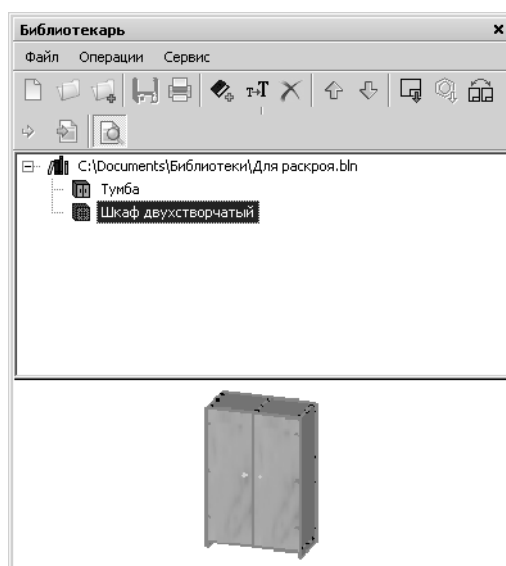 Библиотекарь
Файл Операции Сервис
T→T
C:\Documents\Библиотеки\Для раскроя.bln
Тумба
Шкаф двухстворчатый